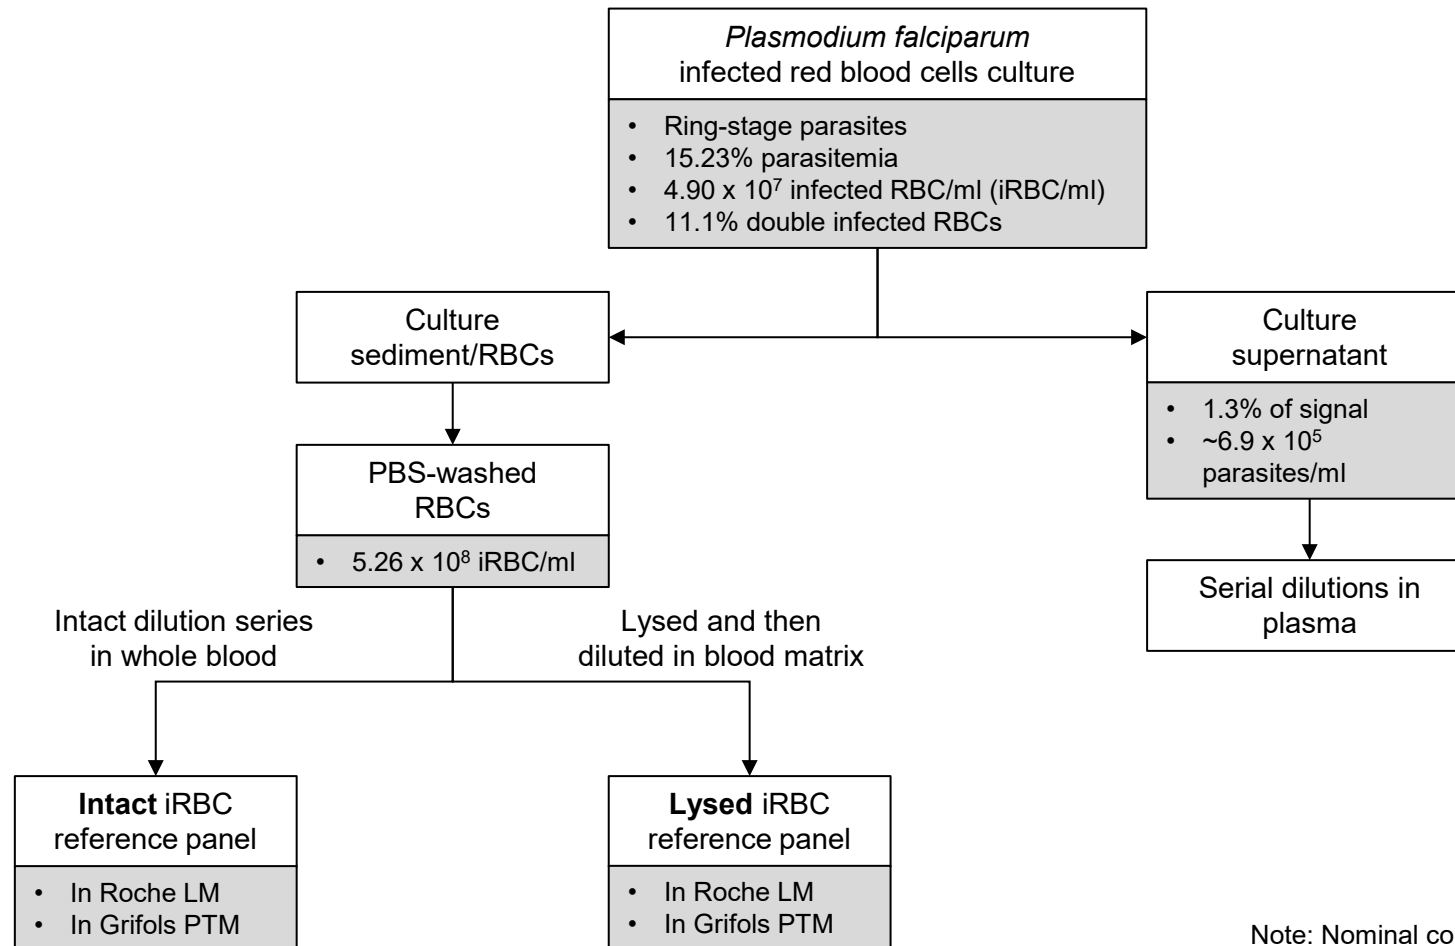 Plasmodium falciparum
infected red blood cells culture
• Ring-stage parasites
• 15.23% parasitemia
• 4.90 x 10⁷ infected RBC/ml (iRBC/ml)
• 11.1% double infected RBCs
Culture
sediment/RBCs
Culture
supernatant
• 1.3% of signal
• ~6.9 x 10⁵
parasites/ml
PBS-washed
RBCs
• 5.26 x 10⁸ iRBC/ml
Serial dilutions in
plasma
Intact dilution series
in whole blood
Lysed and then
diluted in blood matrix
Intact iRBC
reference panel
• In Roche LM
• In Grifols PTM
Lysed iRBC
reference panel
• In Roche LM
• In Grifols PTM
Note: Nominal co